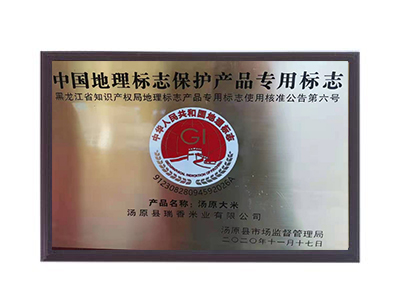 中国地理标志保护产品专用标志
黑龙江省知识产权局地理标志产品专用标志使用核准公告第六号
中华人民共和国地理标志
GI
产品名称：汤原大米
汤原县瑰香米业有限公司
汤原县市场监督管理局
二〇二〇年十一月十七日